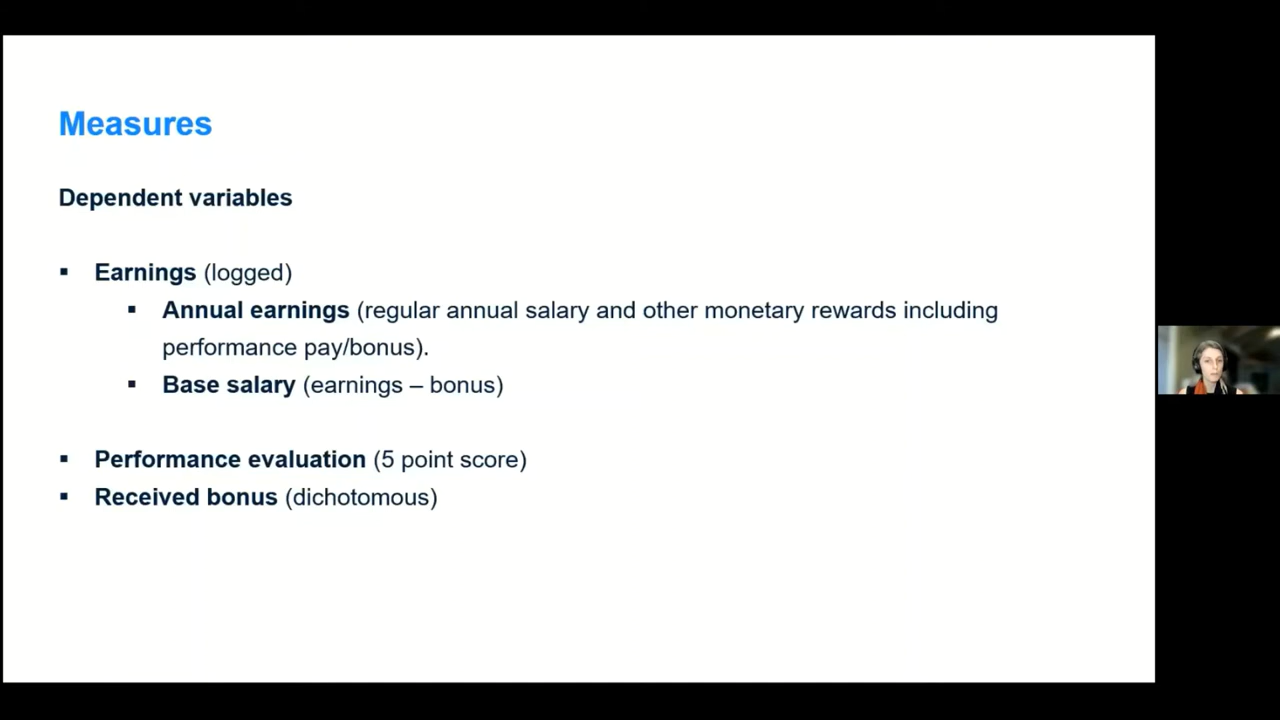 Measures
Dependent variables
▪ Earnings (logged)
▪ Annual earnings (regular annual salary and other monetary rewards including
performance pay/bonus).
▪ Base salary (earnings – bonus)
▪ Performance evaluation (5 point score)
▪ Received bonus (dichotomous)